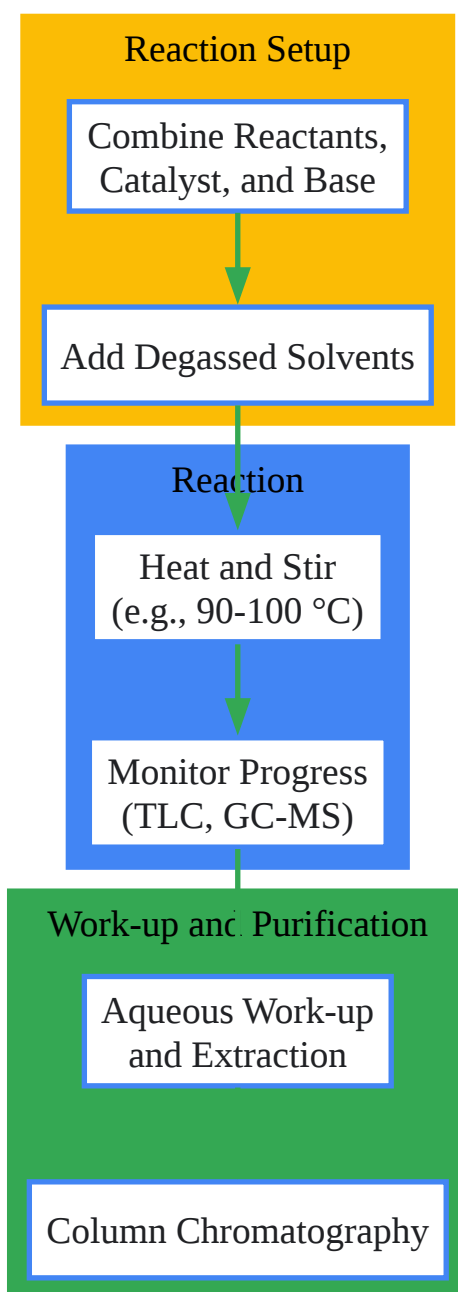 Reaction Setup
Combine Reactants,
Catalyst, and Base
Add Degassed Solvents
Reaction
Heat and Stir
(e.g., 90-100 °C)
Monitor Progress
(TLC, GC-MS)
Work-up and Purification
Aqueous Work-up
and Extraction
Column Chromatography